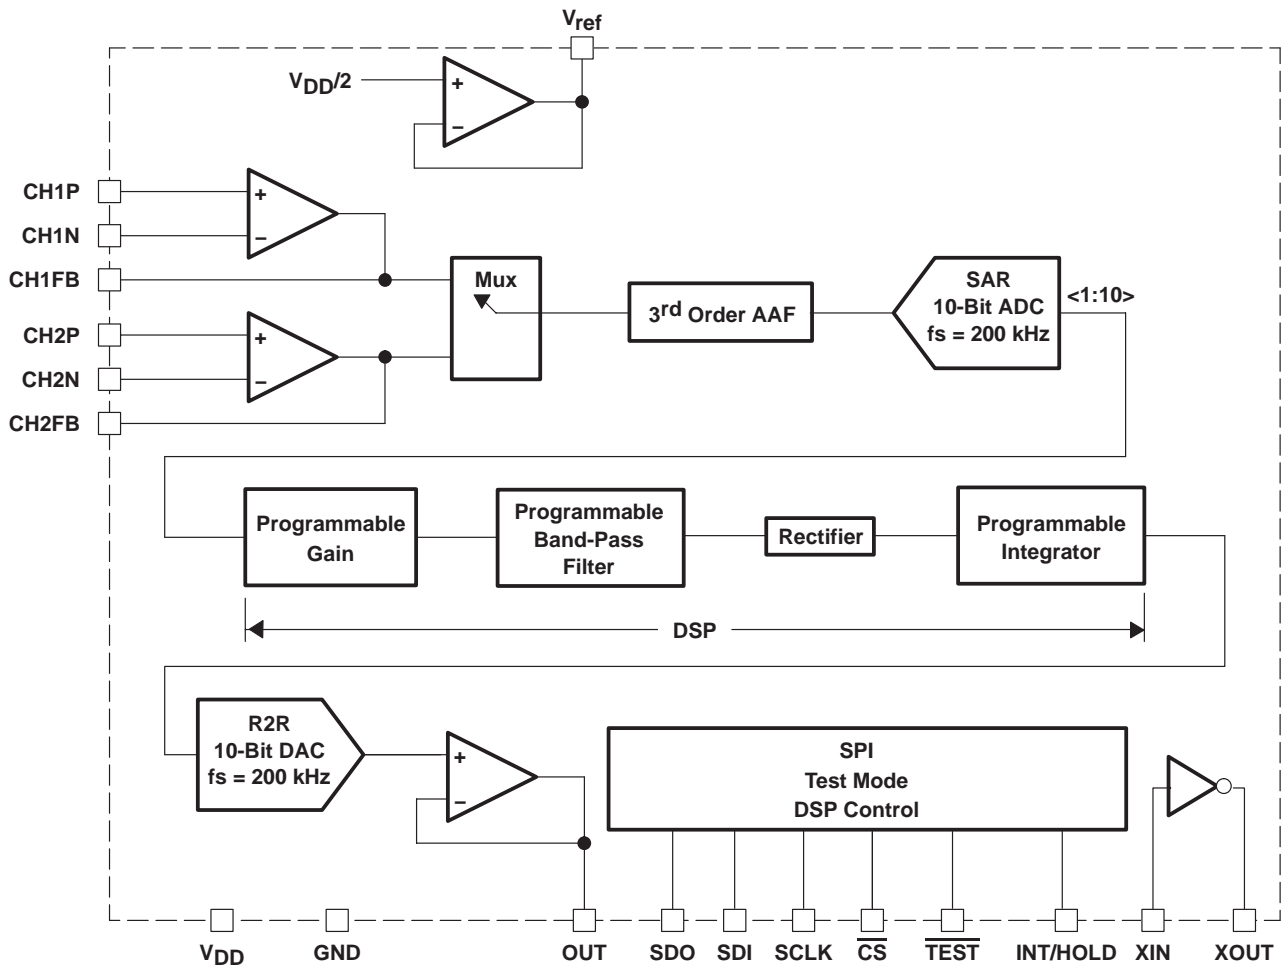 Vref
VDD/2
+
−
CH1P
+
CH1N
−
CH1FB
Mux
SAR
10-Bit ADC
fs = 200 kHz
<1:10>
3rd Order AAF
CH2P
+
CH2N
−
CH2FB
Programmable
Gain
Programmable
Band-Pass
Filter
Rectifier
Programmable
Integrator
DSP
R2R
10-Bit DAC
fs = 200 kHz
+
−
SPI
Test Mode
DSP Control
VDD
GND
OUT
SDO
SDI
SCLK
C̅S̅
T̅E̅S̅T̅
INT/HOLD
XIN
XOUT